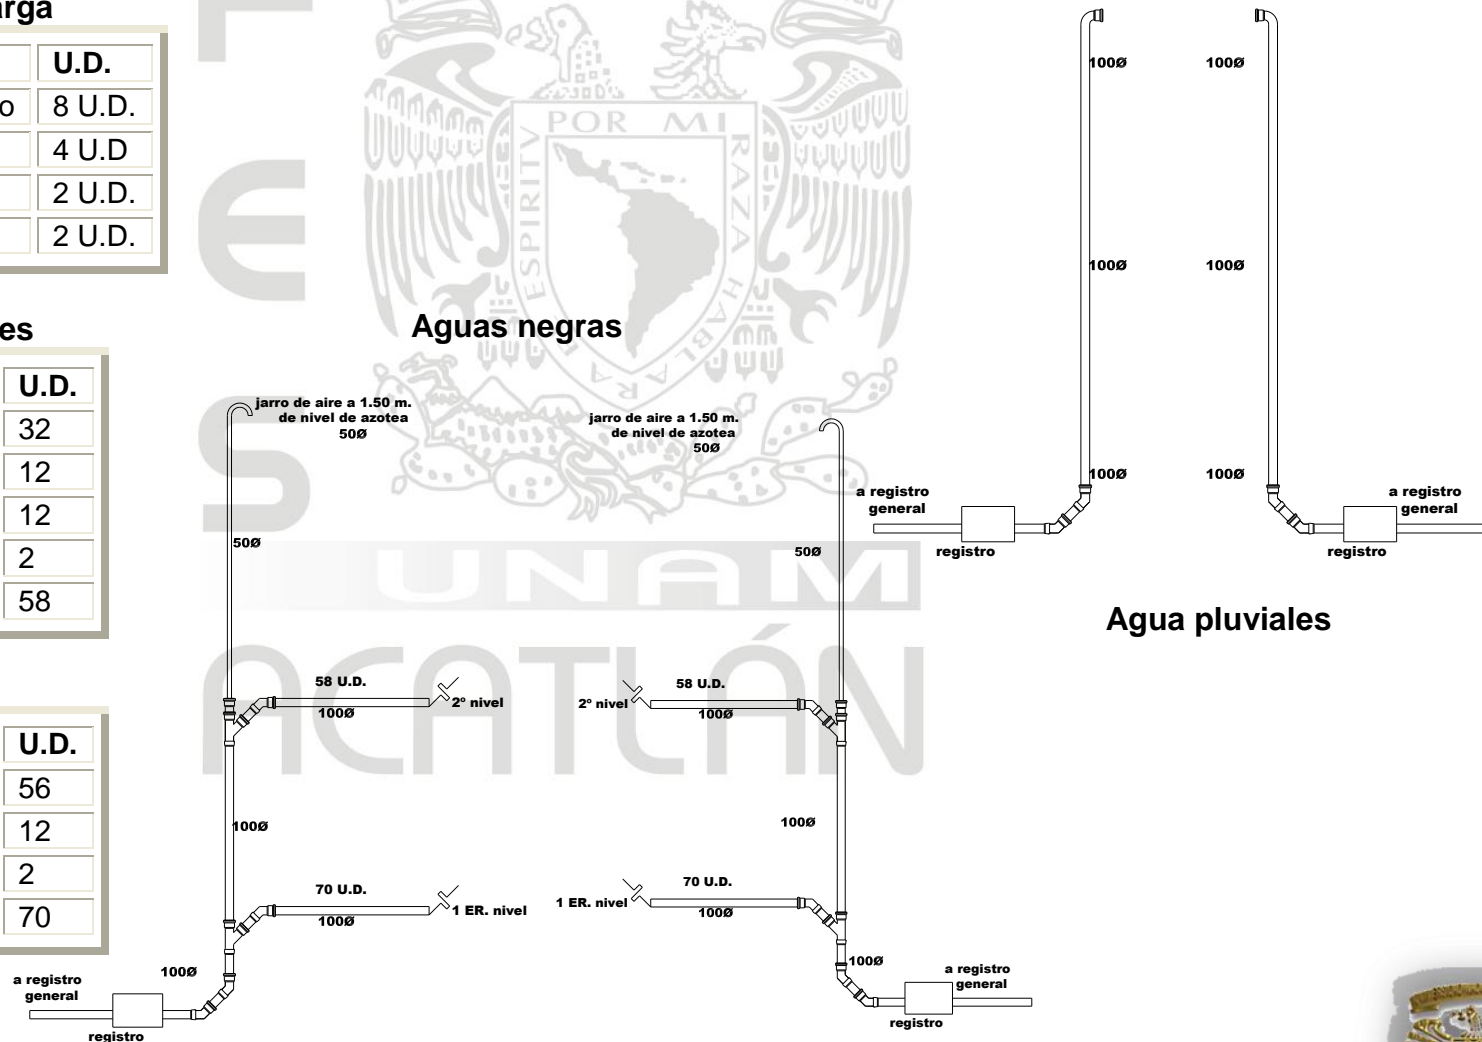 arga
U.D.
o 8 U.D.
4 U.D
2 U.D.
2 U.D.
es
U.D.
32
12
12
2
58
U.D.
56
12
2
70
F
E
S
POR MI RAZA HABLARA
ESPIRITV
UNAM
ACATLÁN
Aguas negras
jarro de aire a 1.50 m.
de nivel de azotea
50Ø
jarro de aire a 1.50 m.
de nivel de azotea
50Ø
50Ø
50Ø
58 U.D.
100Ø
2º nivel
58 U.D.
100Ø
2º nivel
100Ø
100Ø
70 U.D.
100Ø
1 ER. nivel
70 U.D.
100Ø
1 ER. nivel
100Ø
a registro
general
registro
100Ø
a registro
general
registro
100Ø
100Ø
100Ø
100Ø
100Ø
100Ø
a registro
general
registro
a registro
general
registro
Agua pluviales